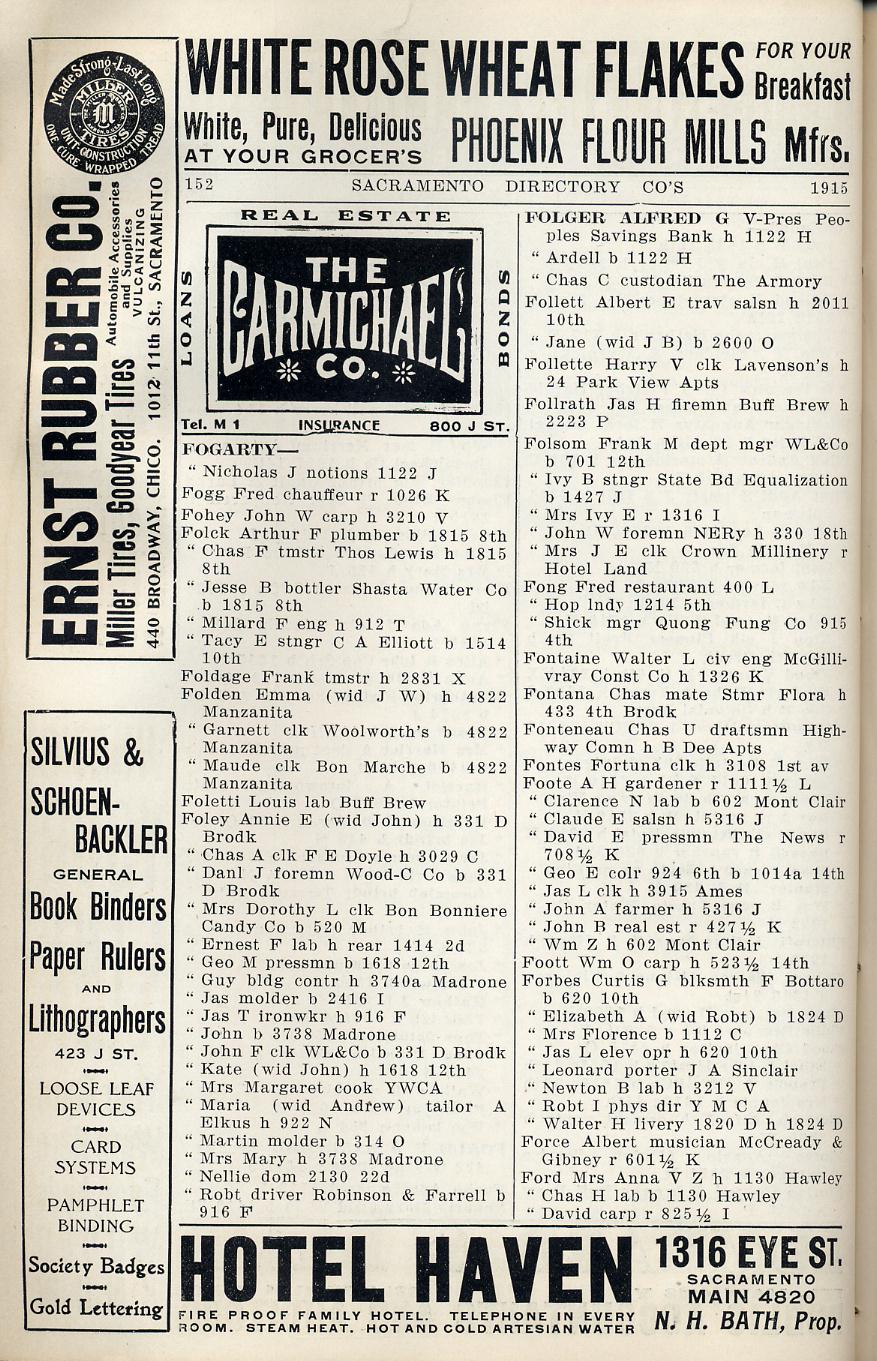 WHITE ROSE WHEAT FLAKES FOR YOUR Breakfast
White, Pure, Delicious
AT YOUR GROCER'S
PHOENIX FLOUR MILLS Mfrs.
152 SACRAMENTO DIRECTORY CO'S 1915
Made Strong-Last Long
MILLER
M
TIRES
UNIT CONSTRUCTION
ONE CURE WRAPPED TREAD
ERNST RUBBER CO.
Miller Tires, Goodyear Tires
Automobile Accessories
and Supplies
VULCANIZING
440 BROADWAY, CHICO. 1012 11th St., SACRAMENTO
SILVIUS &
SCHOEN-
BACKLER
GENERAL
Book Binders
Paper Rulers
AND
Lithographers
423 J ST.
LOOSE LEAF
DEVICES
CARD
SYSTEMS
PAMPHLET
BINDING
Society Badges
Gold Lettering
REAL ESTATE
LOANS
THE
CARMICHAEL
CO.
BONDS
Tel. M 1 INSURANCE 800 J ST.
FOGARTY—
" Nicholas J notions 1122 J
Fogg Fred chauffeur r 1026 K
Fohey John W carp h 3210 V
Folck Arthur F plumber b 1815 8th
" Chas F tmstr Thos Lewis h 1815
8th
" Jesse B bottler Shasta Water Co
b 1815 8th
" Millard F eng h 912 T
" Tacy E stngr C A Elliott b 1514
10th
Foldage Frank tmstr h 2831 X
Folden Emma (wid J W) h 4822
Manzanita
" Garnett clk Woolworth's b 4822
Manzanita
" Maude clk Bon Marche b 4822
Manzanita
Foletti Louis lab Buff Brew
Foley Annie E (wid John) h 331 D
Brodk
" Chas A clk F E Doyle h 3029 C
" Danl J foremn Wood-C Co b 331
D Brodk
" Mrs Dorothy L clk Bon Bonniere
Candy Co b 520 M
" Ernest F lab h rear 1414 2d
" Geo M pressmn b 1618 12th
" Guy bldg contr h 3740a Madrone
" Jas molder b 2416 I
" Jas T ironwkr h 916 F
" John b 3738 Madrone
" John F clk WL&Co b 331 D Brodk
" Kate (wid John) h 1618 12th
" Mrs Margaret cook YWCA
" Maria (wid Andrew) tailor A
Elkus h 922 N
" Martin molder b 314 O
" Mrs Mary h 3738 Madrone
" Nellie dom 2130 22d
" Robt driver Robinson & Farrell b
916 F
FOLGER ALFRED G V-Pres Peo-
ples Savings Bank h 1122 H
" Ardell b 1122 H
" Chas C custodian The Armory
Follett Albert E trav salsn h 2011
10th
" Jane (wid J B) b 2600 O
Follette Harry V clk Lavenson's h
24 Park View Apts
Follrath Jas H firemn Buff Brew h
2223 P
Folsom Frank M dept mgr WL&Co
b 701 12th
" Ivy B stngr State Bd Equalization
b 1427 J
" Mrs Ivy E r 1316 I
" John W foremn NERy h 330 18th
" Mrs J E clk Crown Millinery r
Hotel Land
Fong Fred restaurant 400 L
" Hop lndy 1214 5th
" Shick mgr Quong Fung Co 915
4th
Fontaine Walter L civ eng McGilli-
vray Const Co h 1326 K
Fontana Chas mate Stmr Flora h
433 4th Brodk
Fonteneau Chas U draftsmn High-
way Comn h B Dee Apts
Fontes Fortuna clk h 3108 1st av
Foote A H gardener r 1111½ L
" Clarence N lab b 602 Mont Clair
" Claude E salsn h 5316 J
" David E pressmn The News r
708½ K
" Geo E colr 924 6th b 1014a 14th
" Jas L clk h 3915 Ames
" John A farmer h 5316 J
" John B real est r 427½ K
" Wm Z h 602 Mont Clair
Foott Wm O carp h 523½ 14th
Forbes Curtis G blksmth F Bottaro
b 620 10th
" Elizabeth A (wid Robt) b 1824 D
" Mrs Florence b 1112 C
" Jas L elev opr h 620 10th
" Leonard porter J A Sinclair
" Newton B lab h 3212 V
" Robt I phys dir Y M C A
" Walter H livery 1820 D h 1824 D
Force Albert musician McCready &
Gibney r 601½ K
Ford Mrs Anna V Z h 1130 Hawley
" Chas H lab b 1130 Hawley
" David carp r 825½ I
HOTEL HAVEN
FIRE PROOF FAMILY HOTEL. TELEPHONE IN EVERY
ROOM. STEAM HEAT. HOT AND COLD ARTESIAN WATER
1316 EYE ST.
SACRAMENTO
MAIN 4820
N. H. BATH, Prop.